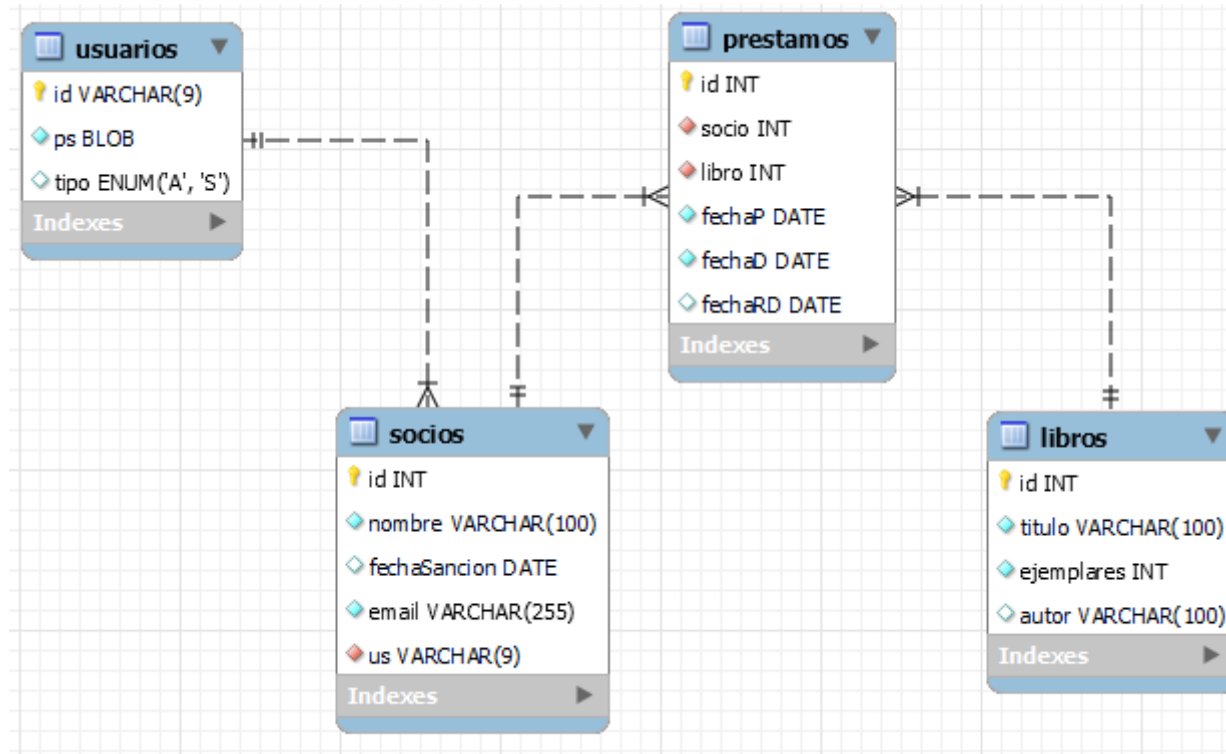 usuarios
id VARCHAR(9)
ps BLOB
tipo ENUM('A', 'S')
Indexes
prestamos
id INT
socio INT
libro INT
fechaP DATE
fechaD DATE
fechaRD DATE
Indexes
socios
id INT
nombre VARCHAR(100)
fechaSancion DATE
email VARCHAR(255)
us VARCHAR(9)
Indexes
libros
id INT
titulo VARCHAR(100)
ejemplares INT
autor VARCHAR(100)
Indexes